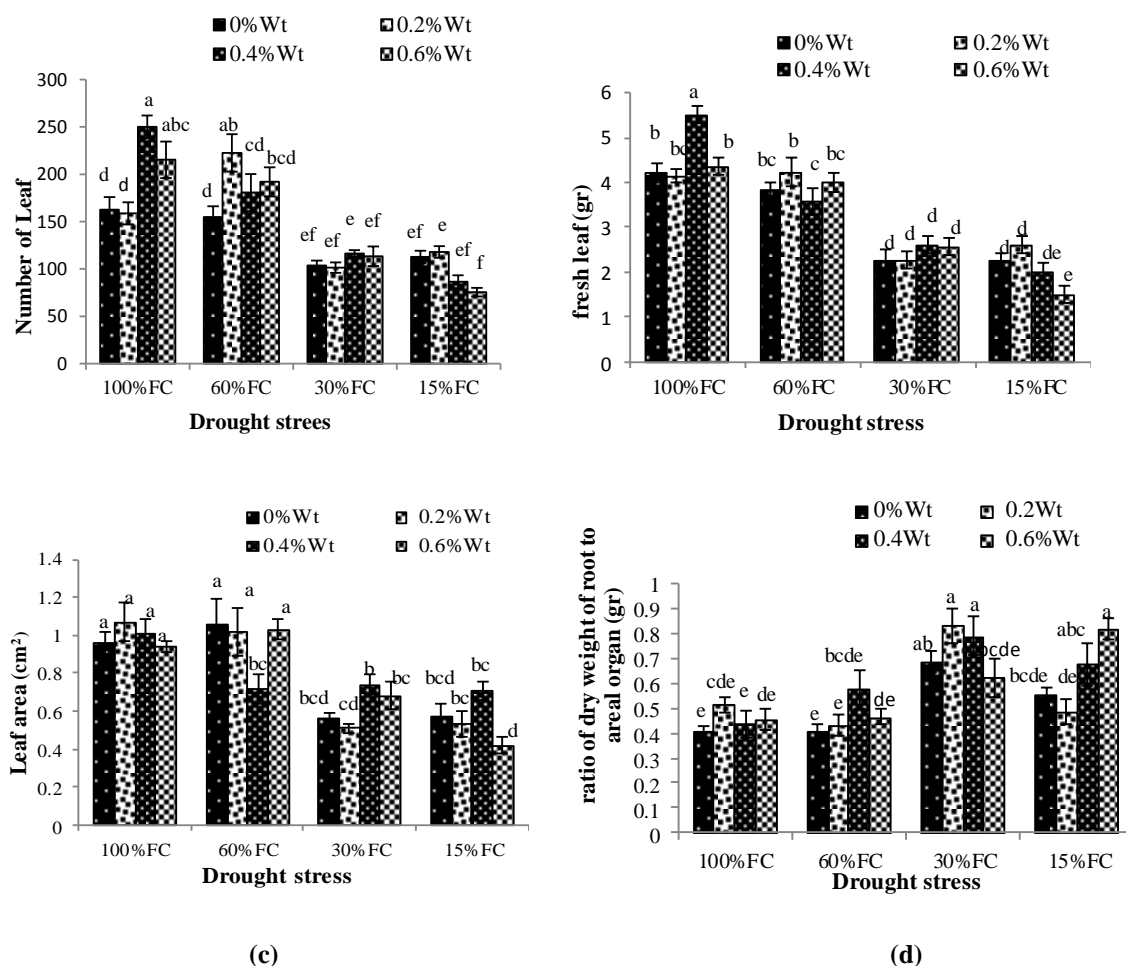 0%Wt 0.2%Wt
0.4%Wt 0.6%Wt
300
250
200
150
100
50
0
Number of Leaf
d d a abc
d ab cd bcd
ef ef e ef
ef e ef f
100%FC 60%FC 30%FC 15%FC
Drought strees
0%Wt 0.2%Wt
0.4%Wt 0.6%Wt
6
5
4
3
2
1
0
fresh leaf (gr)
b bc a b
bc b c bc
d d d d
d d de e
100%FC 60%FC 30%FC 15%FC
Drought stress
0%Wt 0.2%Wt
0.4%Wt 0.6%Wt
1.4
1.2
1
0.8
0.6
0.4
0.2
0
Leaf area (cm²)
a a a a
a a bc a
bcd cd b bc
bcd bc bc d
100%FC 60%FC 30%FC 15%FC
Drought stress
(c)
0%Wt 0.2Wt
0.4Wt 0.6%Wt
1
0.9
0.8
0.7
0.6
0.5
0.4
0.3
0.2
0.1
0
ratio of dry weight of root to
areal organ (gr)
e cde e de
e e bcde de
ab a a bcde
bcde de abc a
100%FC 60%FC 30%FC 15%FC
Drought stress
(d)